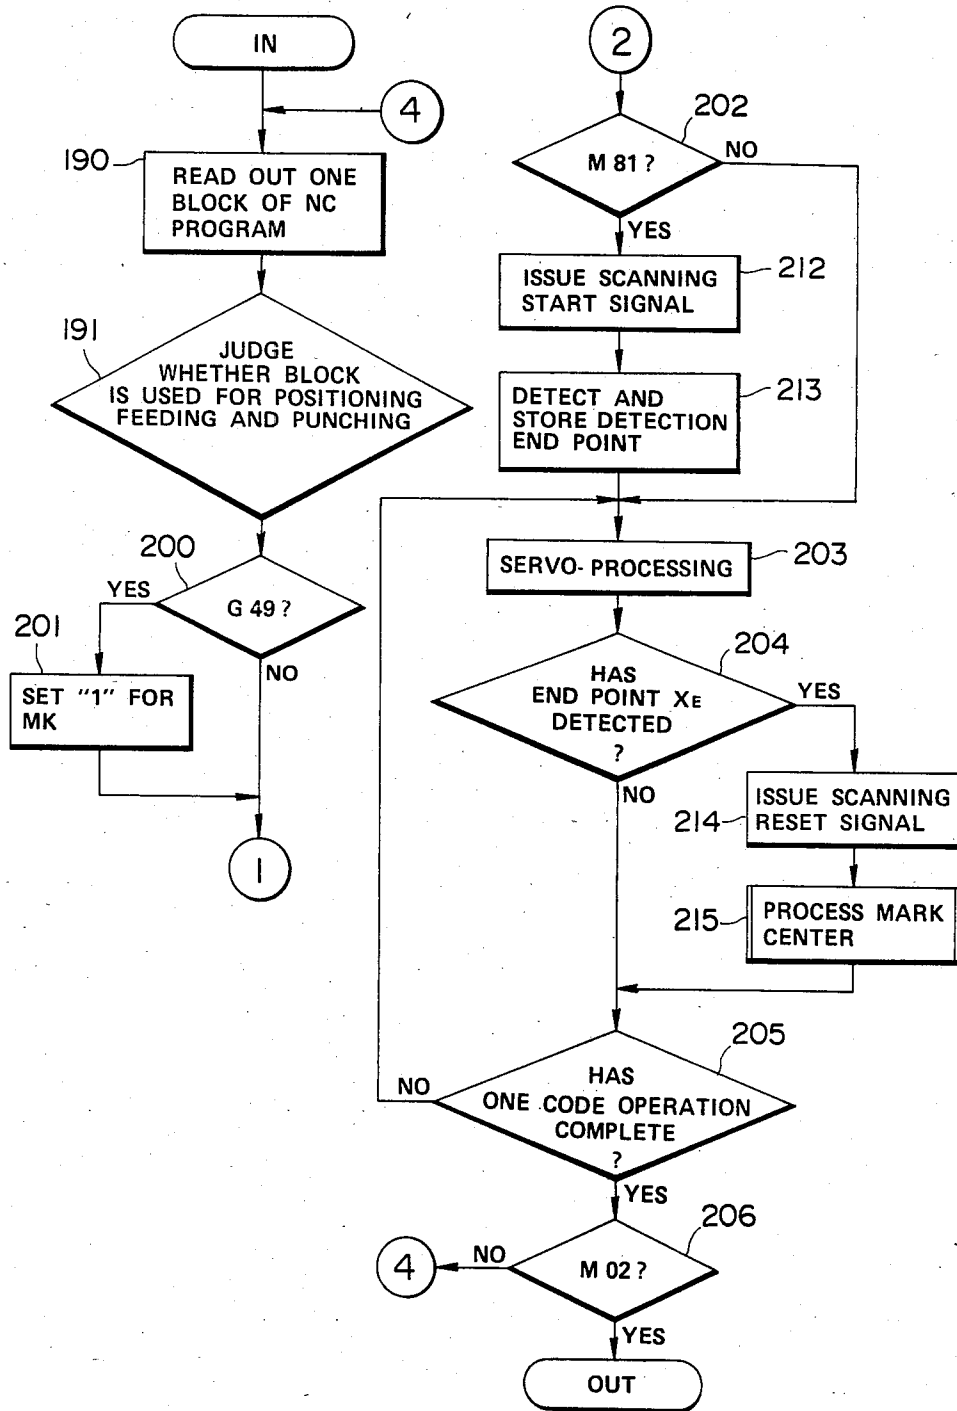 IN
4
190
READ OUT ONE
BLOCK OF NC
PROGRAM
191
JUDGE
WHETHER BLOCK
IS USED FOR POSITIONING
FEEDING AND PUNCHING
200
YES
G 49 ?
NO
201
SET "1" FOR
MK
1
2
202
M 81 ?
NO
YES
212
ISSUE SCANNING
START SIGNAL
213
DETECT AND
STORE DETECTION
END POINT
203
SERVO-PROCESSING
204
HAS
END POINT XE
DETECTED
?
YES
NO
214
ISSUE SCANNING
RESET SIGNAL
215
PROCESS MARK
CENTER
205
NO
HAS
ONE CODE OPERATION
COMPLETE
?
YES
206
4
NO
M 02 ?
YES
OUT